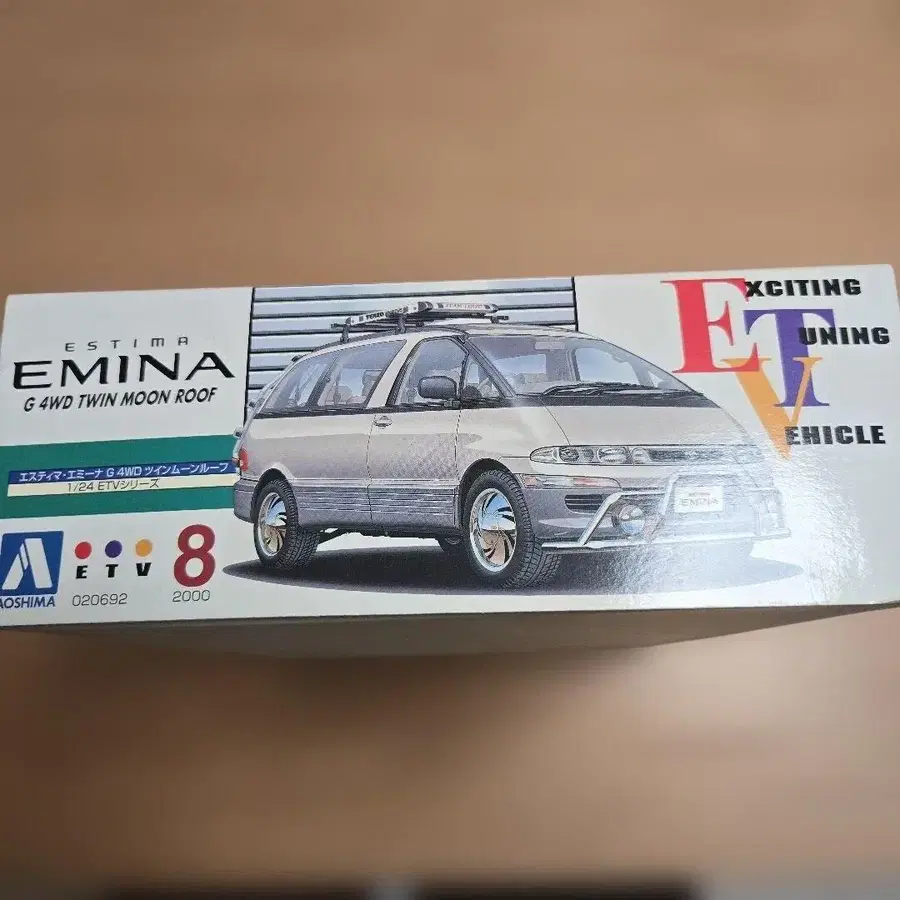 ESTIMA
EMINA
G 4WD TWIN MOON ROOF
エスティマ・エミーナ G 4WD ツインムーンルーフ
1/24 ETVシリーズ
AOSHIMA
E T V
020692
8
2000
EMINA
EXCITING
TUNING
VEHICLE